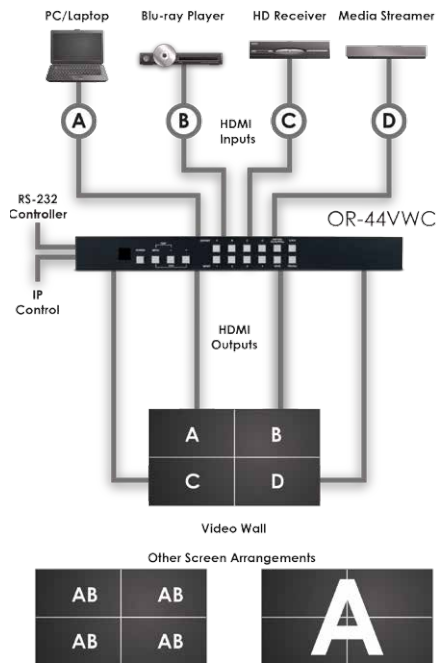 PC/Laptop
Blu-ray Player
HD Receiver
Media Streamer
A
B
C
D
HDMI
Inputs
RS-232
Controller
OR-44VWC
IP
Control
HDMI
Outputs
A
B
C
D
Video Wall
Other Screen Arrangements
AB
AB
AB
AB
A